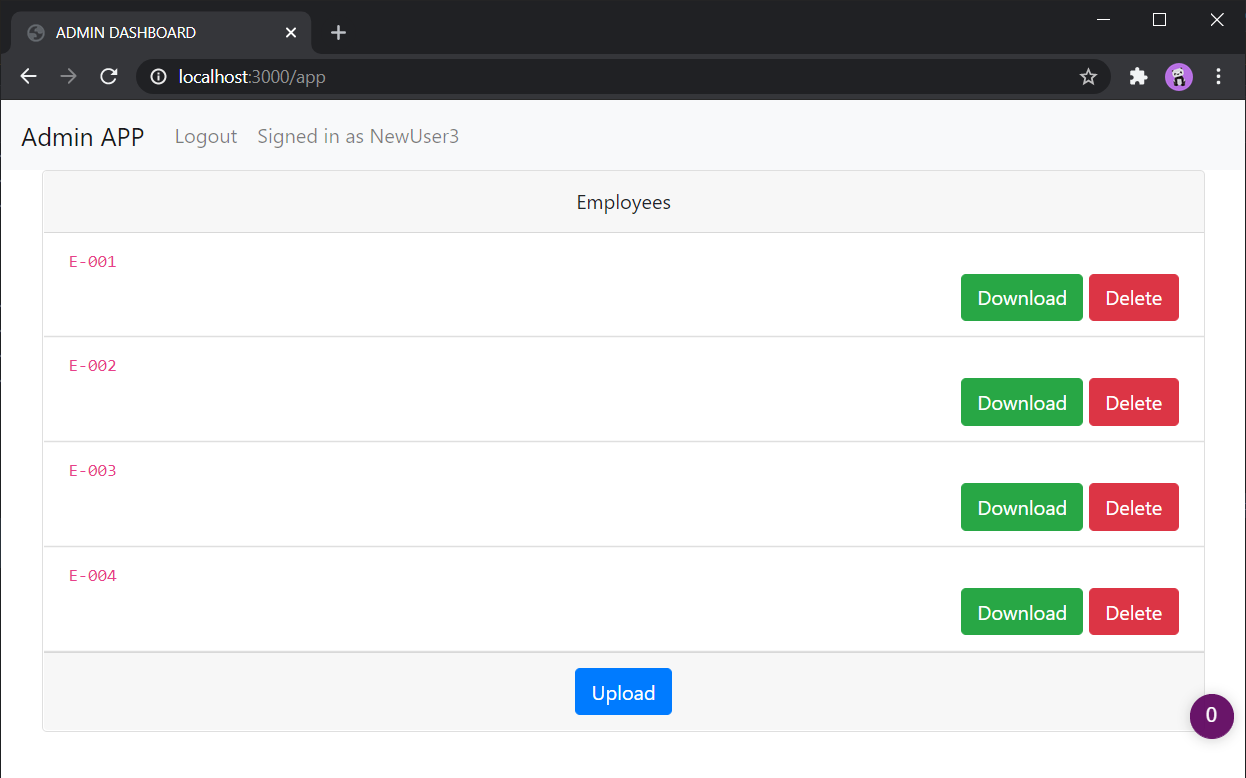 ADMIN DASHBOARD
localhost:3000/app
Admin APP Logout Signed in as NewUser3
Employees
E-001
Download Delete
E-002
Download Delete
E-003
Download Delete
E-004
Download Delete
Upload
0